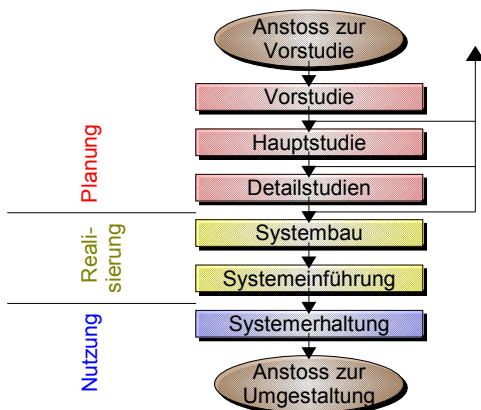 Anstoss zur
Vorstudie
Vorstudie
Hauptstudie
Detailstudien
Planung
Systembau
Systemeinführung
Reali-
sierung
Systemerhaltung
Nutzung
Anstoss zur
Umgestaltung